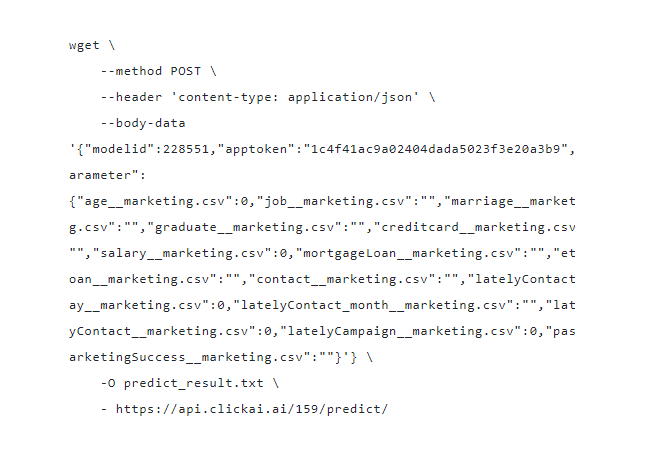 wget \
--method POST \
--header 'content-type: application/json' \
--body-data
'{"modelid":228551,"apptoken":"1c4f41ac9a02404dada5023f3e20a3b9",
arameter":
{"age__marketing.csv":0,"job__marketing.csv":"","marriage__market
g.csv":"","graduate__marketing.csv":"","creditcard__marketing.csv
"","salary__marketing.csv":0,"mortgageLoan__marketing.csv":"","et
oan__marketing.csv":"","contact__marketing.csv":"","latelyContact
ay__marketing.csv":0,"latelyContact_month__marketing.csv":"","lat
yContact__marketing.csv":0,"latelyCampaign__marketing.csv":0,"pas
arketingSuccess__marketing.csv":""}'} \
-O predict_result.txt \
- https://api.clickai.ai/159/predict/